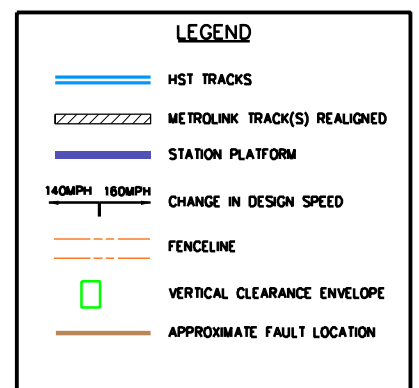 LEGEND
HST TRACKS
METROLINK TRACK(S) REALIGNED
STATION PLATFORM
140MPH 160MPH
CHANGE IN DESIGN SPEED
FENCELINE
VERTICAL CLEARANCE ENVELOPE
APPROXIMATE FAULT LOCATION